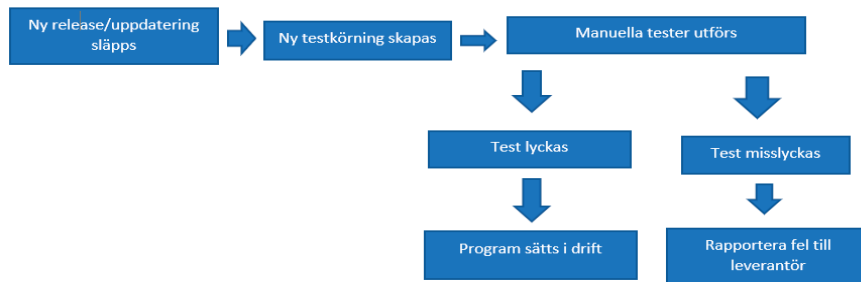 Ny release/uppdatering
släpps
Ny testkörning skapas
Manuella tester utförs
Test lyckas
Test misslyckas
Program sätts i drift
Rapportera fel till
leverantör